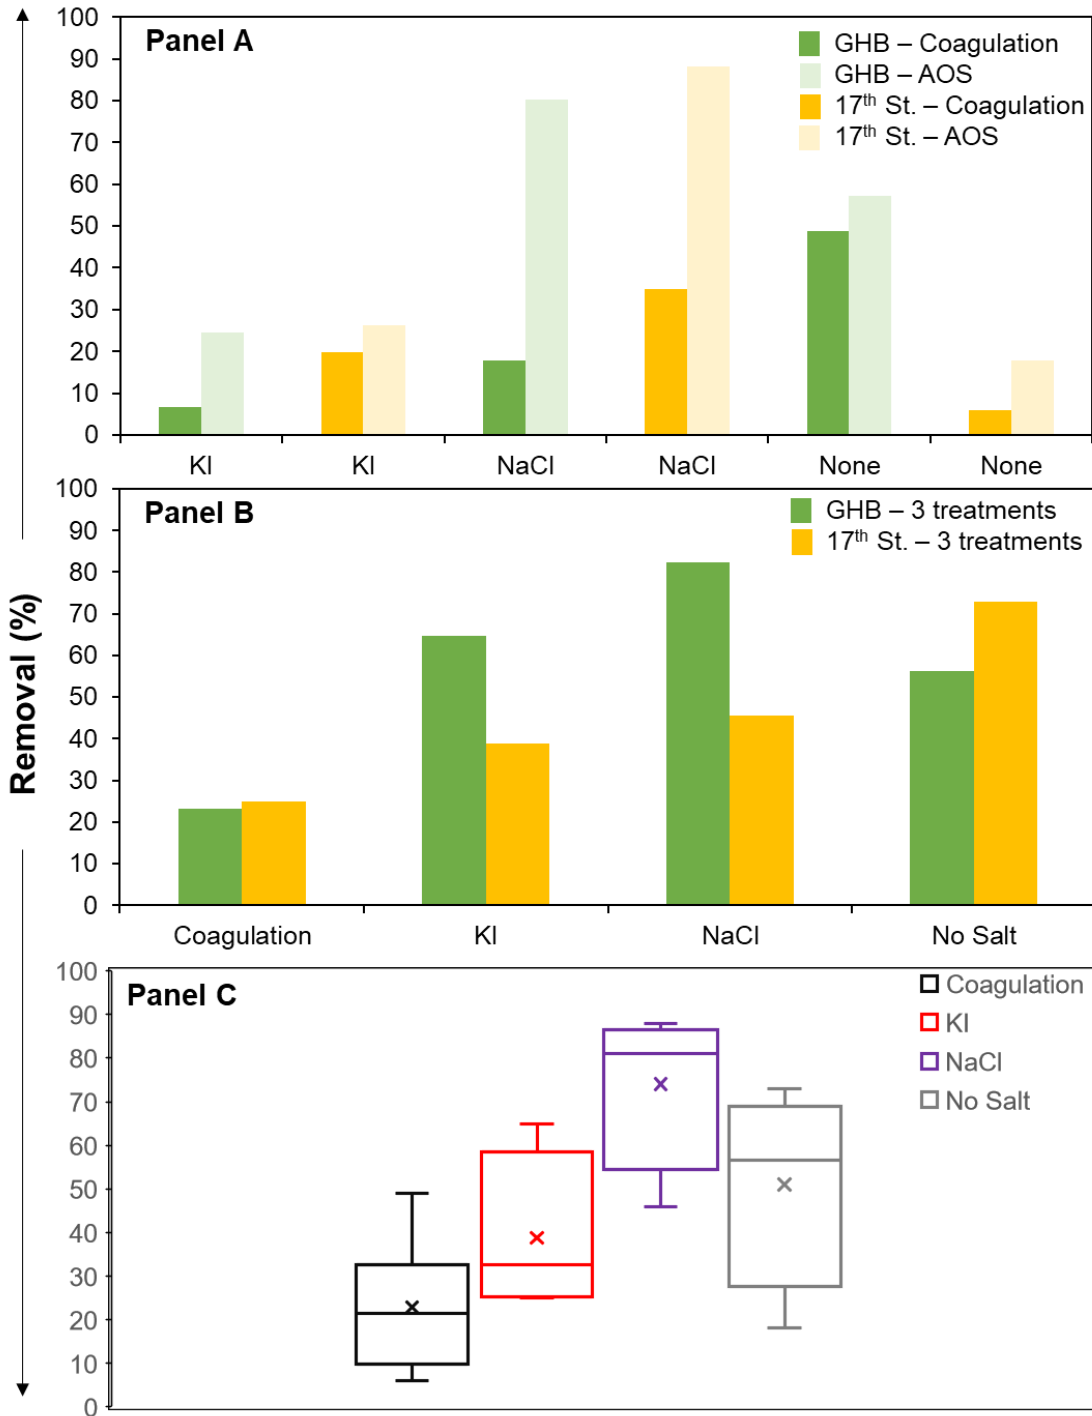 Removal (%)
Panel A
GHB – Coagulation
GHB – AOS
17th St. – Coagulation
17th St. – AOS
100
90
80
70
60
50
40
30
20
10
0
KI KI NaCl NaCl None None
Panel B
GHB – 3 treatments
17th St. – 3 treatments
100
90
80
70
60
50
40
30
20
10
0
Coagulation KI NaCl No Salt
Panel C
Coagulation
KI
NaCl
No Salt
100
90
80
70
60
50
40
30
20
10
0